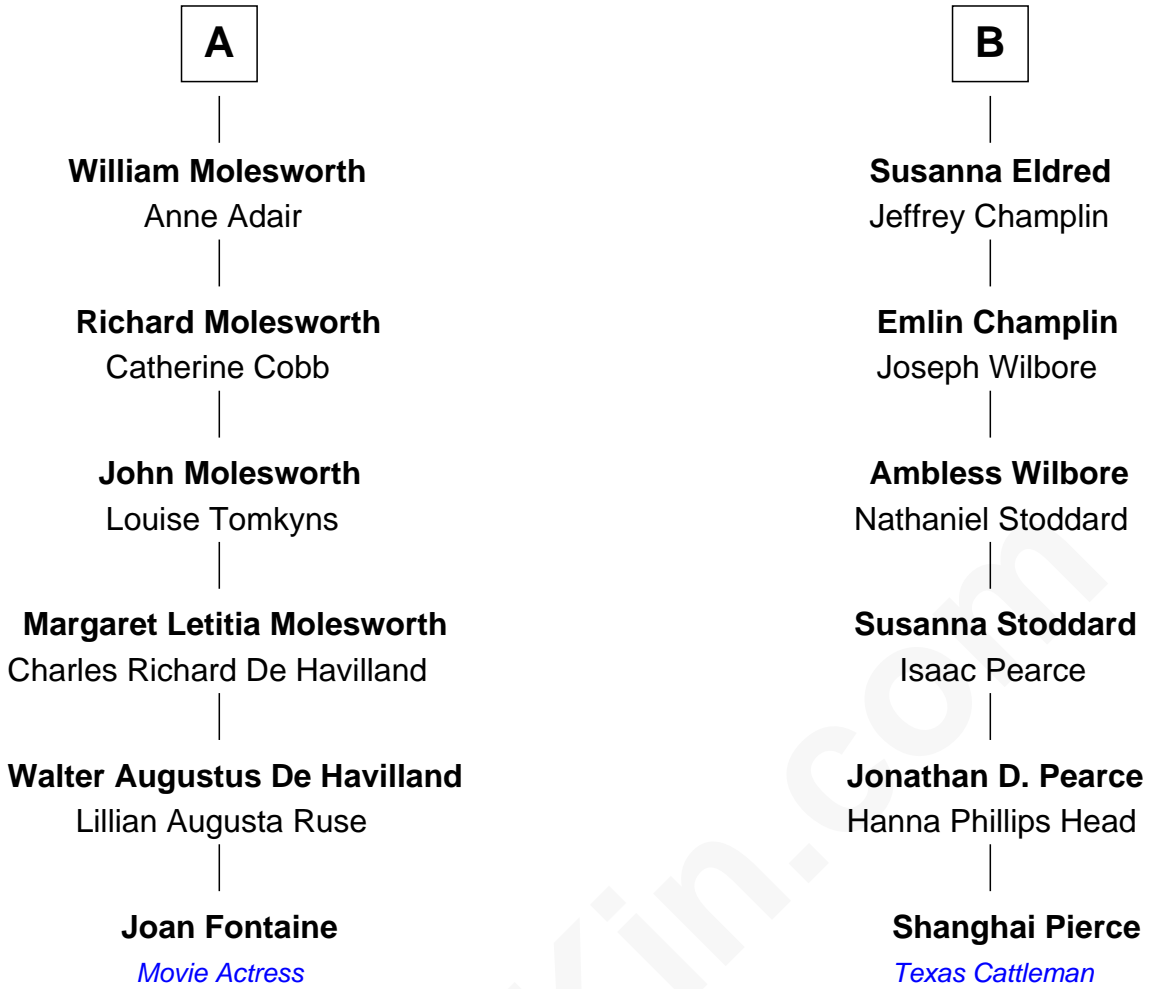 A
William Molesworth
Anne Adair
Richard Molesworth
Catherine Cobb
John Molesworth
Louise Tomkyns
Margaret Letitia Molesworth
Charles Richard De Havilland
Walter Augustus De Havilland
Lillian Augusta Ruse
Joan Fontaine
Movie Actress
B
Susanna Eldred
Jeffrey Champlin
Emlin Champlin
Joseph Wilbore
Ambless Wilbore
Nathaniel Stoddard
Susanna Stoddard
Isaac Pearce
Jonathan D. Pearce
Hanna Phillips Head
Shanghai Pierce
Texas Cattleman
Kin.com